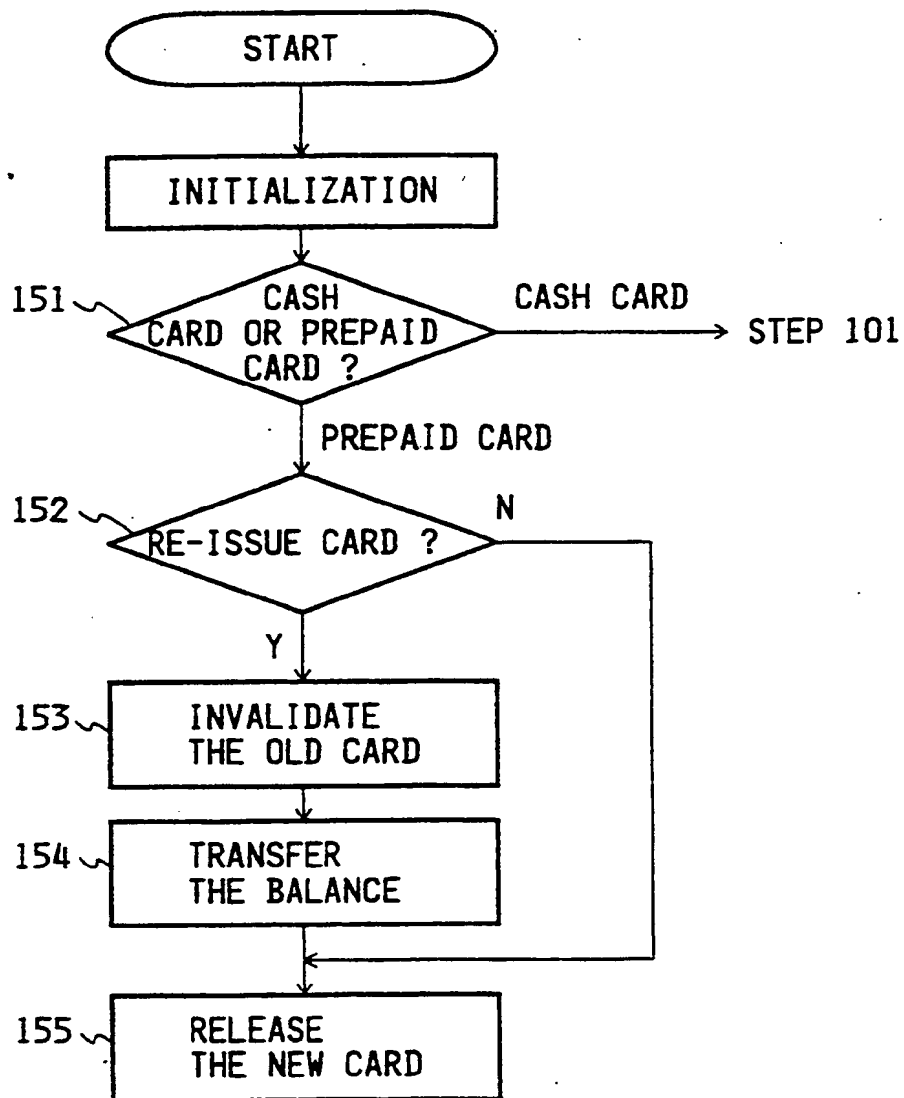 START
INITIALIZATION
151
CASH
CARD OR PREPAID
CARD ?
CASH CARD
STEP 101
PREPAID CARD
152
RE-ISSUE CARD ?
N
Y
153
INVALIDATE
THE OLD CARD
154
TRANSFER
THE BALANCE
155
RELEASE
THE NEW CARD